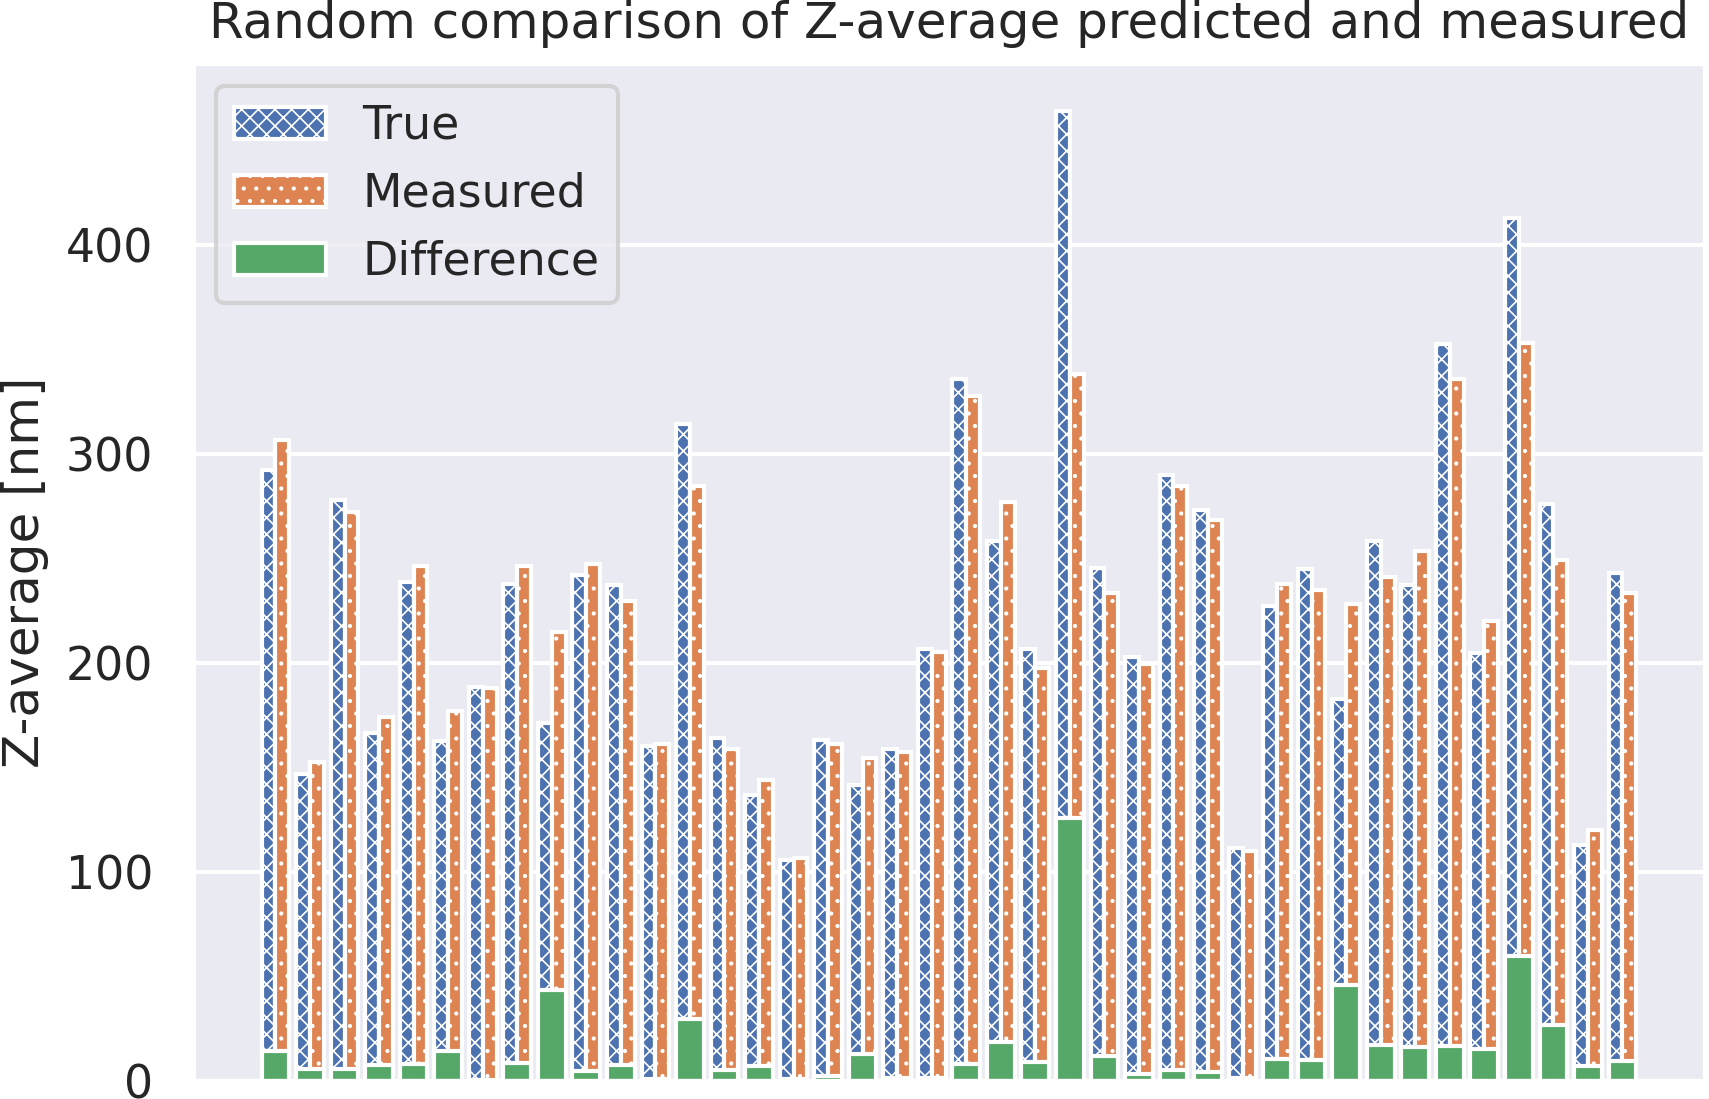 Random comparison of Z-average predicted and measured
True
Measured
Difference
Z-average [nm]
400
300
200
100
0